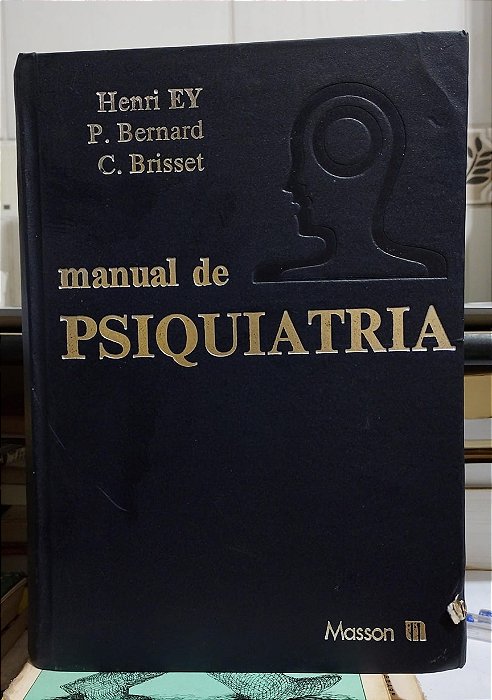 Henri EY
P. Bernard
C. Brisset
manual de
PSIQUIATRIA
Masson m